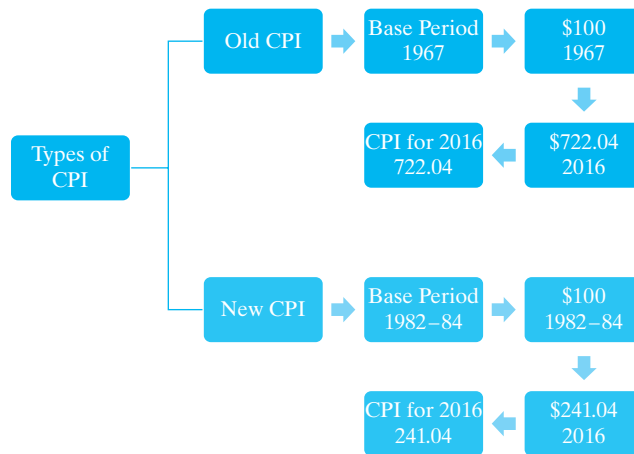 Types of
CPI
Old CPI
Base Period
1967
$100
1967
$722.04
2016
CPI for 2016
722.04
New CPI
Base Period
1982–84
$100
1982–84
$241.04
2016
CPI for 2016
241.04